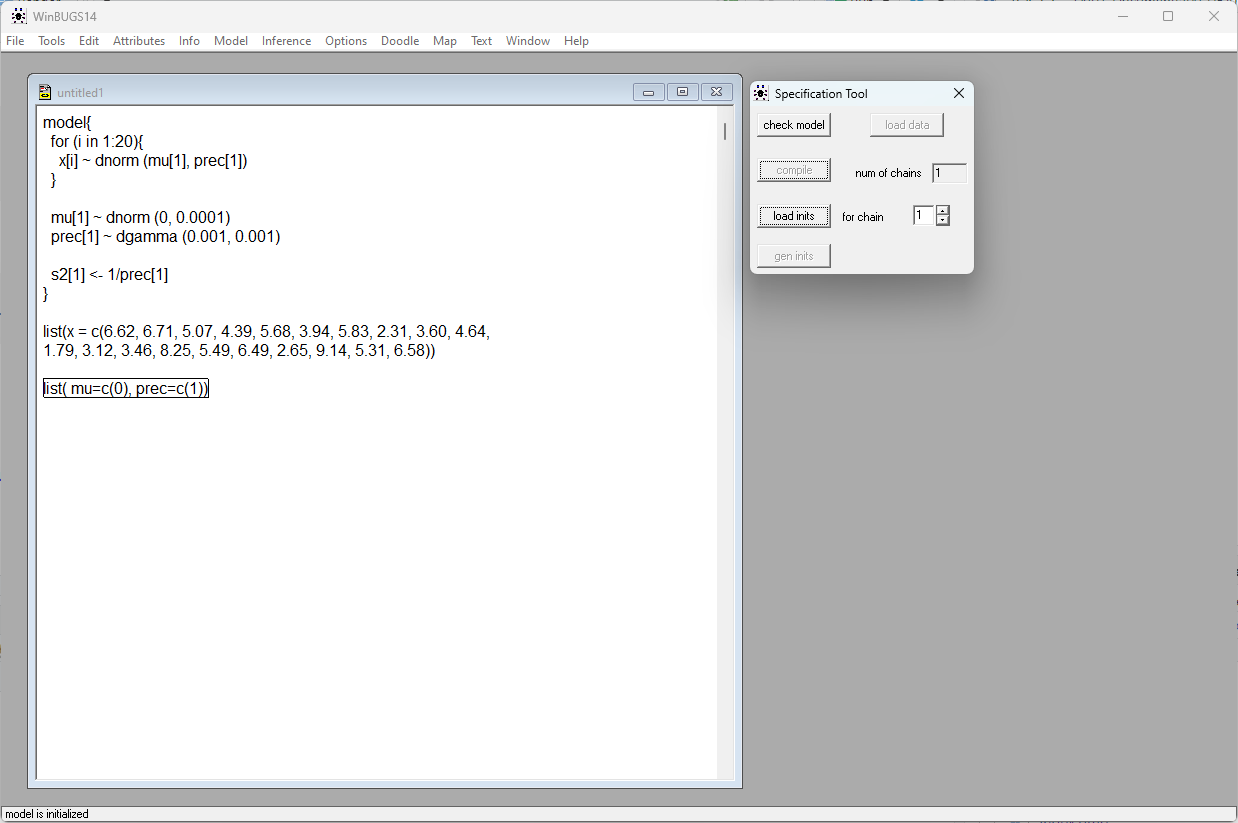 WinBUGS14
File Tools Edit Attributes Info Model Inference Options Doodle Map Text Window Help
untitled1
model{
for (i in 1:20){
x[i] ~ dnorm (mu[1], prec[1])
}
mu[1] ~ dnorm (0, 0.0001)
prec[1] ~ dgamma (0.001, 0.001)
s2[1] <- 1/prec[1]
}
list(x = c(6.62, 6.71, 5.07, 4.39, 5.68, 3.94, 5.83, 2.31, 3.60, 4.64,
1.79, 3.12, 3.46, 8.25, 5.49, 6.49, 2.65, 9.14, 5.31, 6.58))
list( mu=c(0), prec=c(1))
Specification Tool
check model load data
compile num of chains 1
load inits for chain 1
gen inits
model is initialized